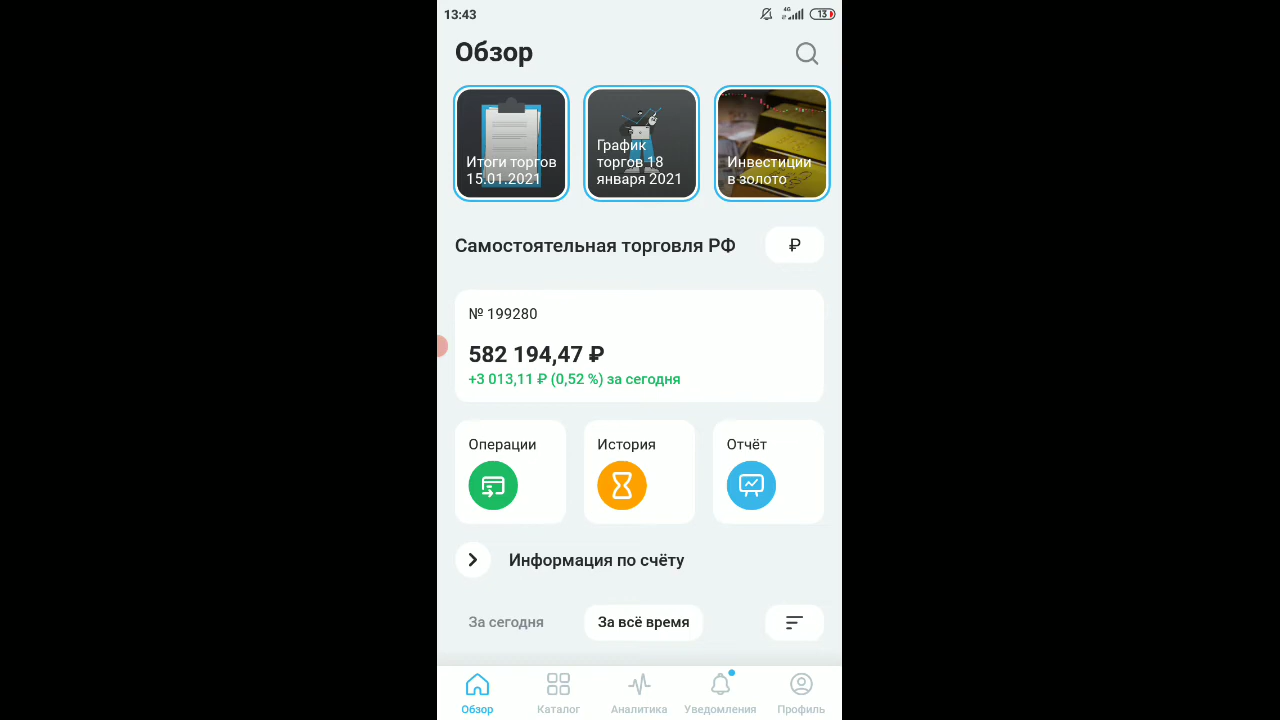 13:43
4G
13
Обзор
Итоги торгов
15.01.2021
График
торгов 18
января 2021
Инвестиции
в золото
Самостоятельная торговля РФ
₽
№ 199280
582 194,47 ₽
+3 013,11 ₽ (0,52 %) за сегодня
Операции
История
Отчёт
Информация по счёту
За сегодня
За всё время
Обзор
Каталог
Аналитика
Уведомления
Профиль